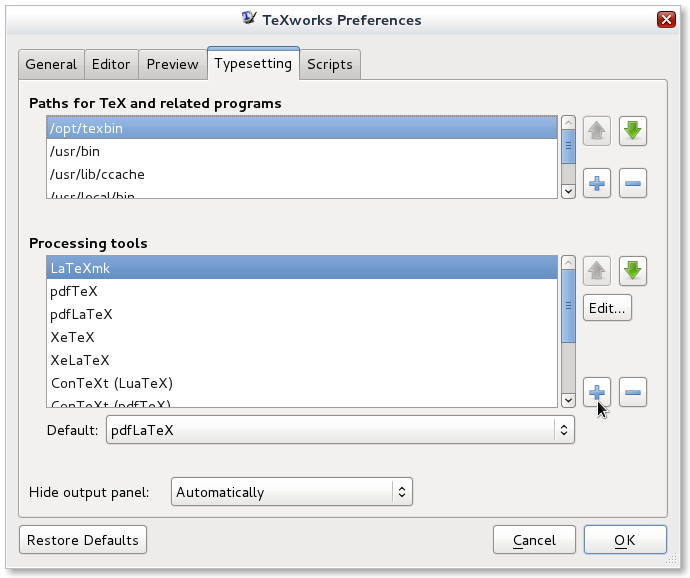 TeXworks Preferences
General Editor Preview Typesetting Scripts
Paths for TeX and related programs
/opt/texbin
/usr/bin
/usr/lib/ccache
/usr/local/bin
Processing tools
LaTeXmk
pdfTeX
pdfLaTeX
Edit...
XeTeX
XeLaTeX
ConTeXt (LuaTeX)
ConTeXt (pdfTeX)
Default: pdfLaTeX
Hide output panel: Automatically
Restore Defaults Cancel OK